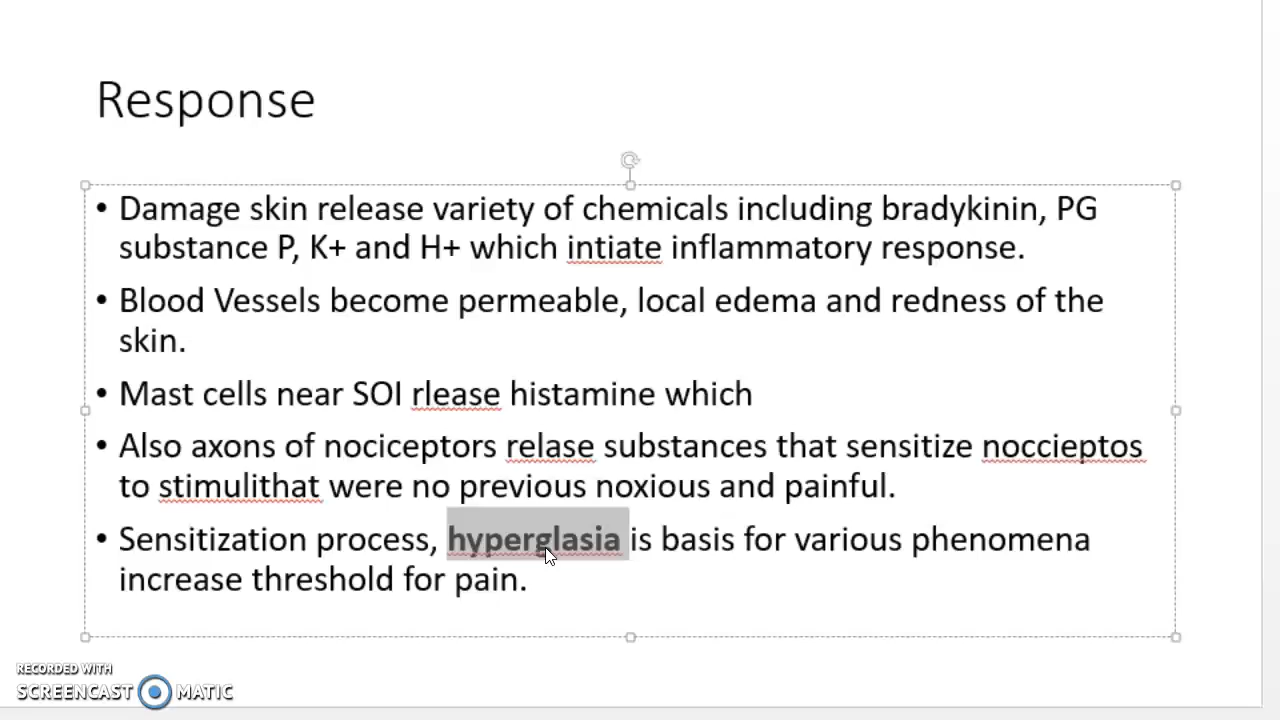 Response
• Damage skin release variety of chemicals including bradykinin, PG
substance P, K+ and H+ which intiate inflammatory response.
• Blood Vessels become permeable, local edema and redness of the
skin.
• Mast cells near SOI rlease histamine which
• Also axons of nociceptors relase substances that sensitize noccieptos
to stimulithat were no previous noxious and painful.
• Sensitization process, hyperglasia is basis for various phenomena
increase threshold for pain.
RECORDED WITH
SCREENCAST MATIC